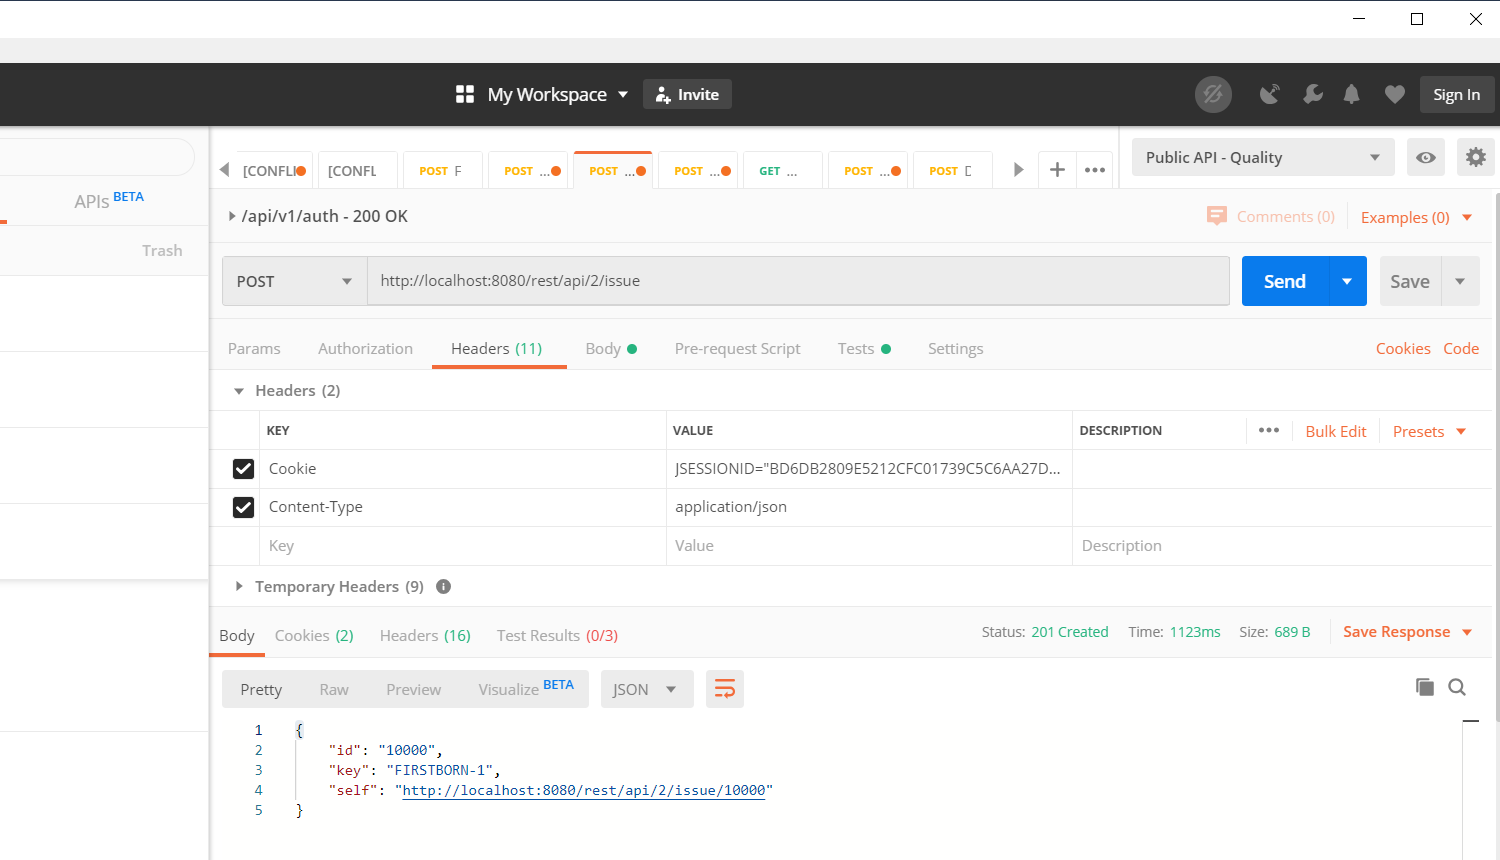 My Workspace Invite Sign In
[CONFLI [CONFL POST F POST ... POST ... POST ... GET ... POST ... POST Public API - Quality
APIs BETA
/api/v1/auth - 200 OK Comments (0) Examples (0)
Trash
POST http://localhost:8080/rest/api/2/issue Send Save
Params Authorization Headers (11) Body Pre-request Script Tests Settings Cookies Code
Headers (2)
KEY VALUE DESCRIPTION ••• Bulk Edit Presets
Cookie JSESSIONID="BD6DB2809E5212CFC01739C5C6AA27D...
Content-Type application/json
Key Value Description
Temporary Headers (9)
Body Cookies (2) Headers (16) Test Results (0/3) Status: 201 Created Time: 1123ms Size: 689 B Save Response
Pretty Raw Preview Visualize BETA JSON
1 {
2 "id": "10000",
3 "key": "FIRSTBORN-1",
4 "self": "http://localhost:8080/rest/api/2/issue/10000"
5 }